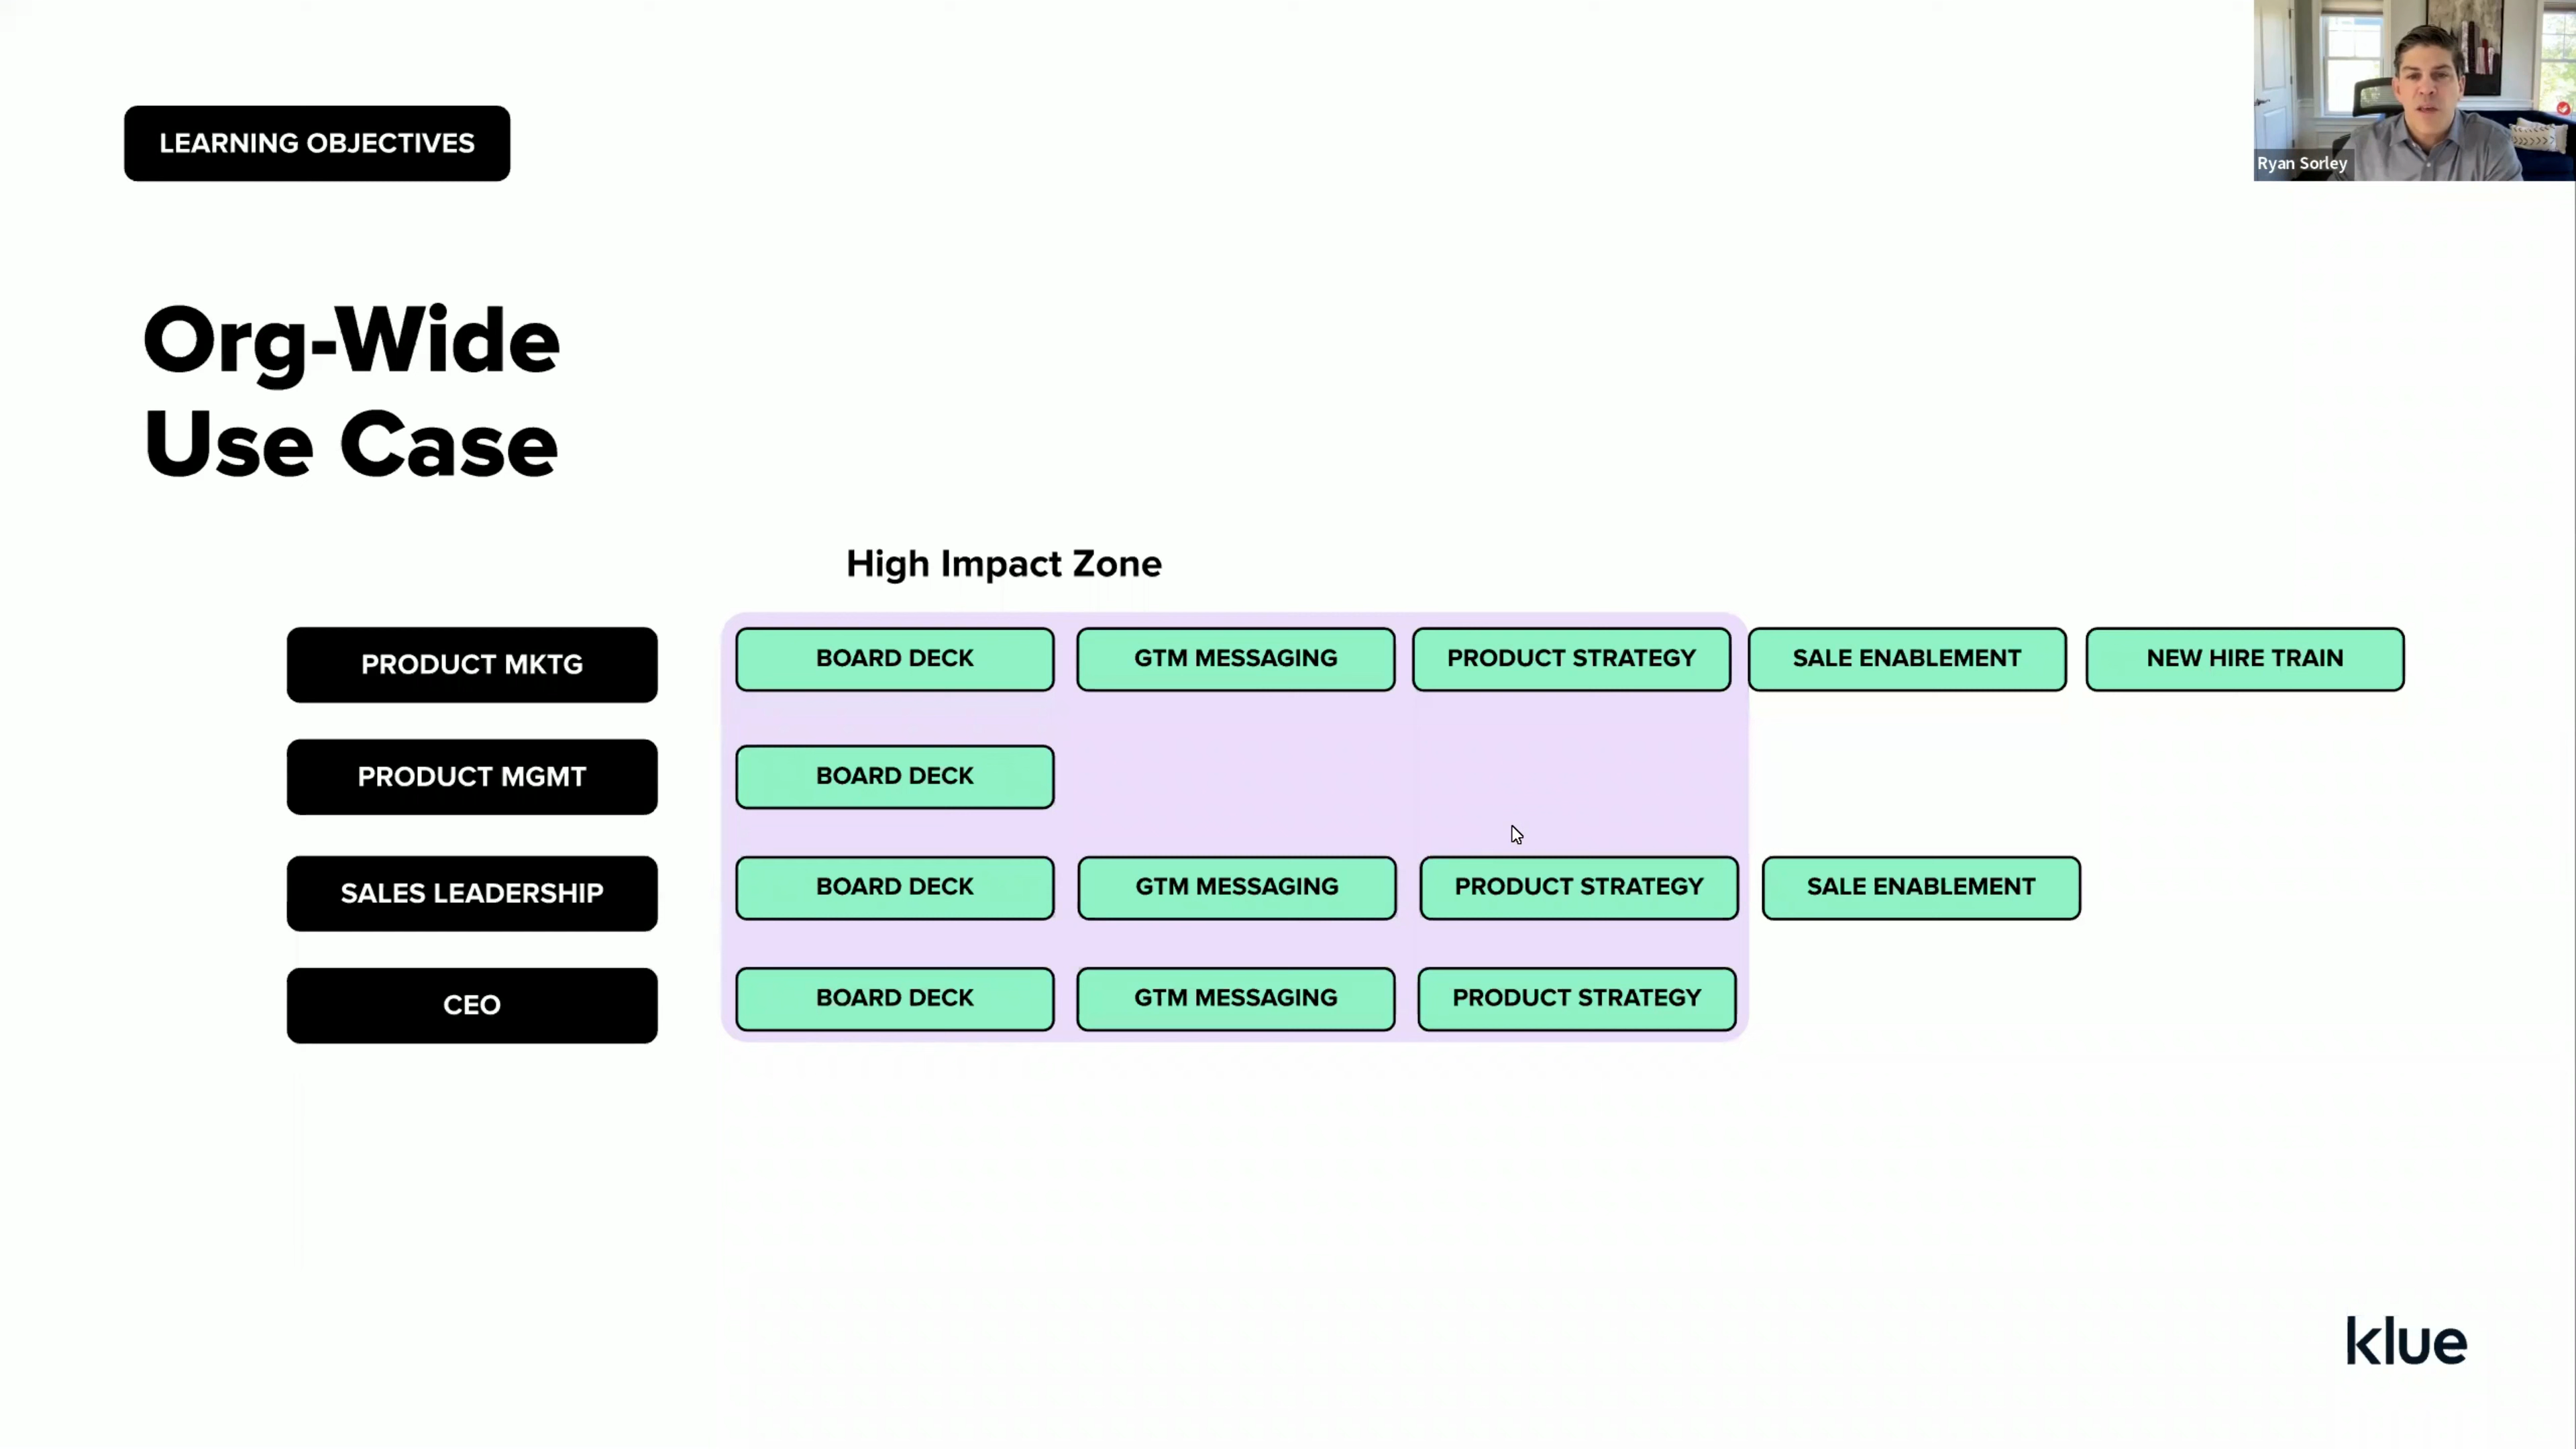 LEARNING OBJECTIVES
Ryan Sorley
Org-Wide
Use Case
High Impact Zone
PRODUCT MKTG
BOARD DECK
GTM MESSAGING
PRODUCT STRATEGY
SALE ENABLEMENT
NEW HIRE TRAIN
PRODUCT MGMT
BOARD DECK
SALES LEADERSHIP
BOARD DECK
GTM MESSAGING
PRODUCT STRATEGY
SALE ENABLEMENT
CEO
BOARD DECK
GTM MESSAGING
PRODUCT STRATEGY
klue